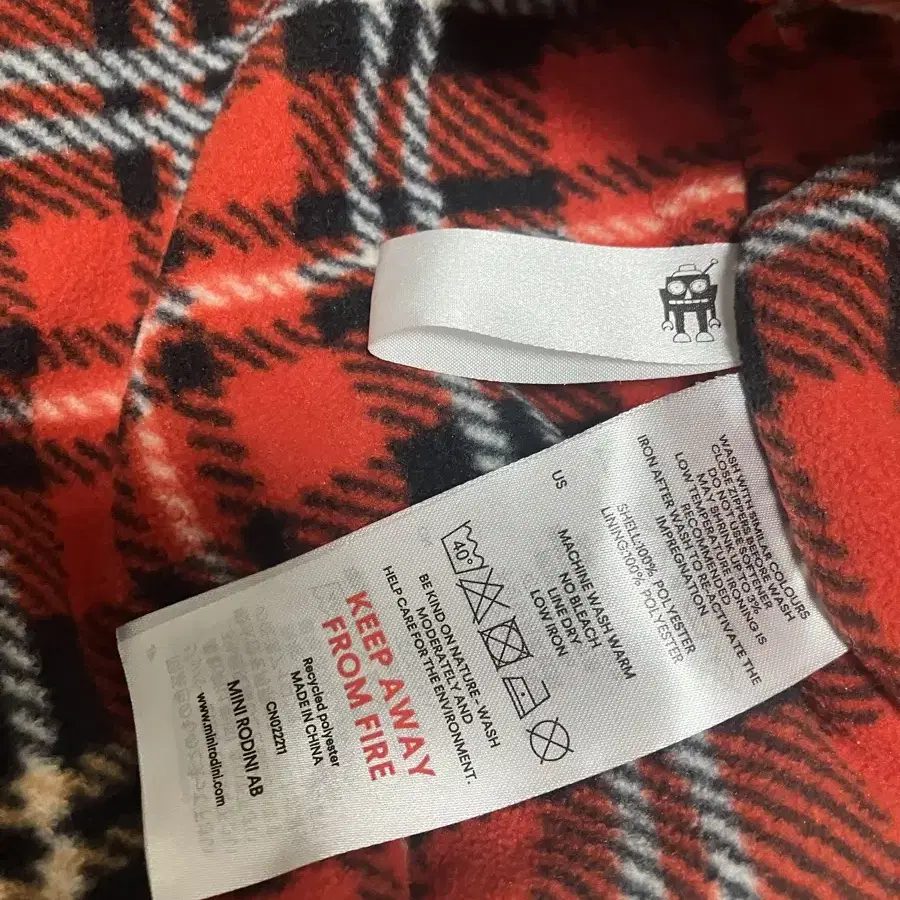 WASH WITH SIMILAR COLOURS
CLOSE ZIPPERS BEFORE WASH
DO NOT USE SOFTENER
MAY SHRINK UP TO 5%
LOW TEMPERATURE IRONING IS
RECOMMENDED
IRON AFTER WASH TO REACTIVATE THE
IMPREGNATION
SHELL:100% POLYESTER
LINING:100% POLYESTER
US
MACHINE WASH WARM
NO BLEACH
LINE DRY
LOW IRON
40°
BE KIND ON NATURE - WASH
MODERATELY AND
HELP CARE FOR THE ENVIRONMENT.
KEEP AWAY
FROM FIRE
Recycled polyester
MADE IN CHINA
CN022211
MINI RODINI AB
www.minirodini.com